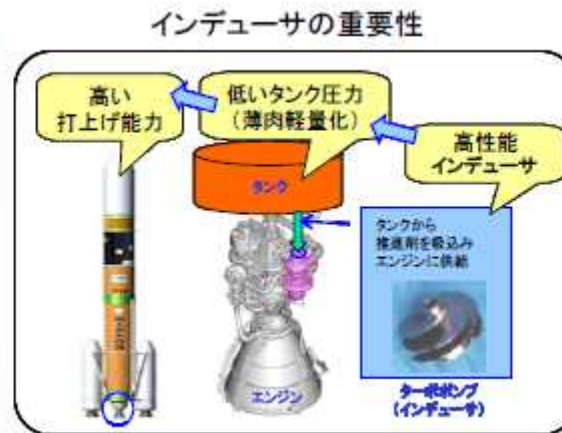 インデューサの重要性
高い
打上げ能力
低いタンク圧力
（薄肉軽量化）
高性能
インデューサ
タンク
タンクから
推進剤を吸込み
エンジンに供給
エンジン
ターボポンプ
（インデューサ）